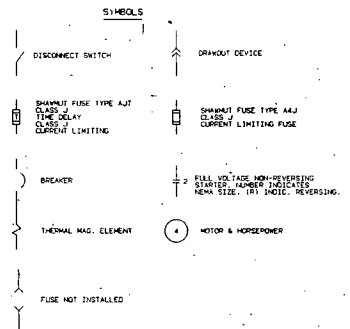 SYMBOLS
DISCONNECT SWITCH
DRAWOUT DEVICE
SHAWMUT FUSE TYPE AJT
CLASS J
TIME DELAY
CLASS J
CURRENT LIMITING
T
SHAWMUT FUSE TYPE A4J
CLASS J
CURRENT LIMITING FUSE
BREAKER
2
FULL VOLTAGE NON-REVERSING
STARTER, NUMBER INDICATES
NEMA SIZE, (R) INDIC. REVERSING.
THERMAL MAG. ELEMENT
4
MOTOR & HORSEPOWER
FUSE NOT INSTALLED